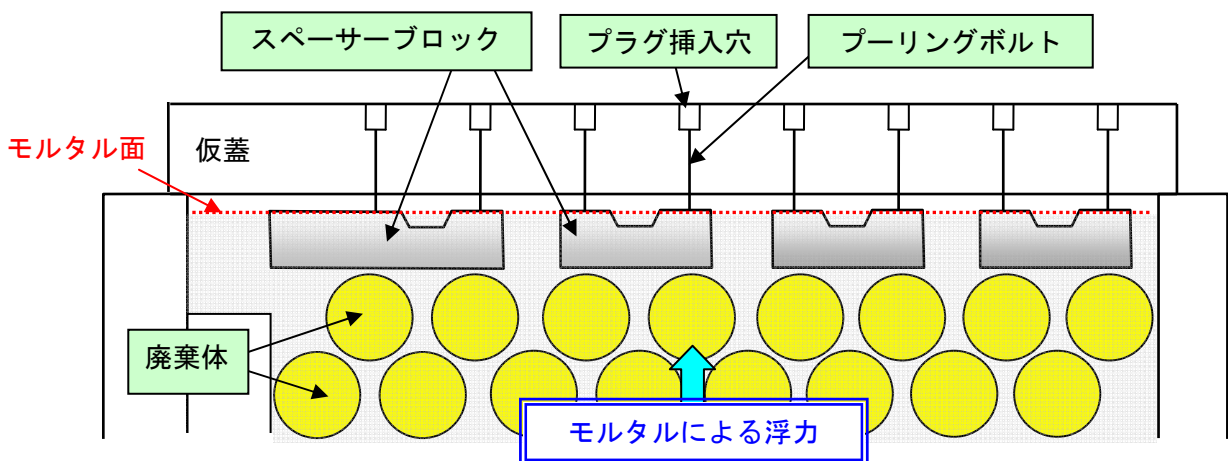 スペーサーブロック
プラグ挿入穴
プーリングボルト
モルタル面
仮蓋
廃棄体
モルタルによる浮力